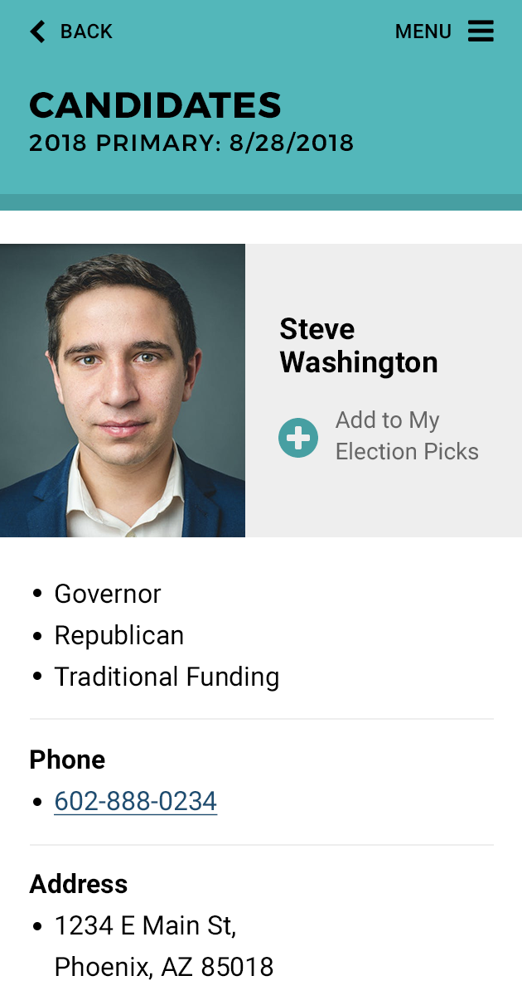 BACK
MENU
CANDIDATES
2018 PRIMARY: 8/28/2018
Steve
Washington
Add to My
Election Picks
• Governor
• Republican
• Traditional Funding
Phone
• 602-888-0234
Address
• 1234 E Main St,
Phoenix, AZ 85018